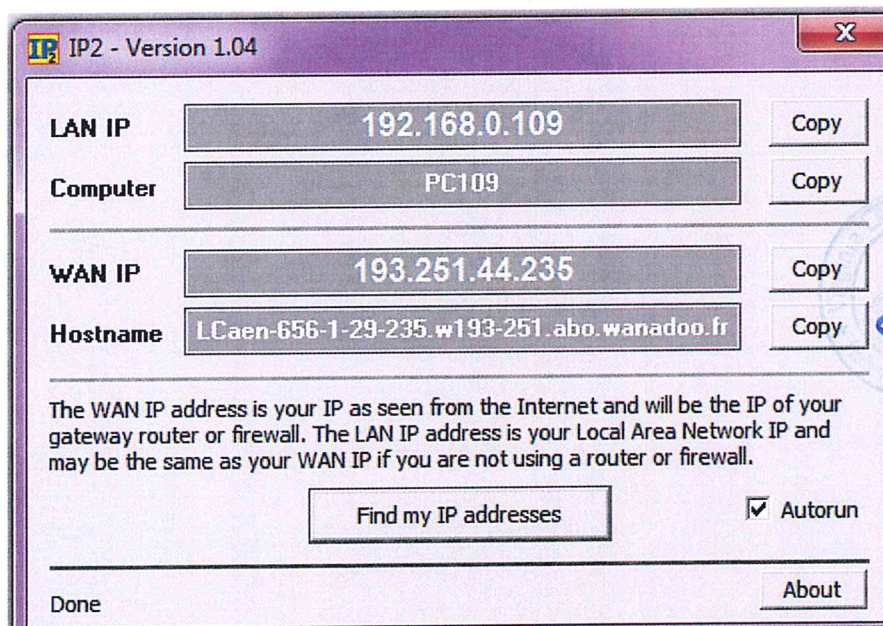 IP2 - Version 1.04
LAN IP 192.168.0.109 Copy
Computer PC109 Copy
WAN IP 193.251.44.235 Copy
Hostname LCaen-656-1-29-235.w193-251.abo.wanadoo.fr Copy
The WAN IP address is your IP as seen from the Internet and will be the IP of your
gateway router or firewall. The LAN IP address is your Local Area Network IP and
may be the same as your WAN IP if you are not using a router or firewall.
Find my IP addresses Autorun
Done About